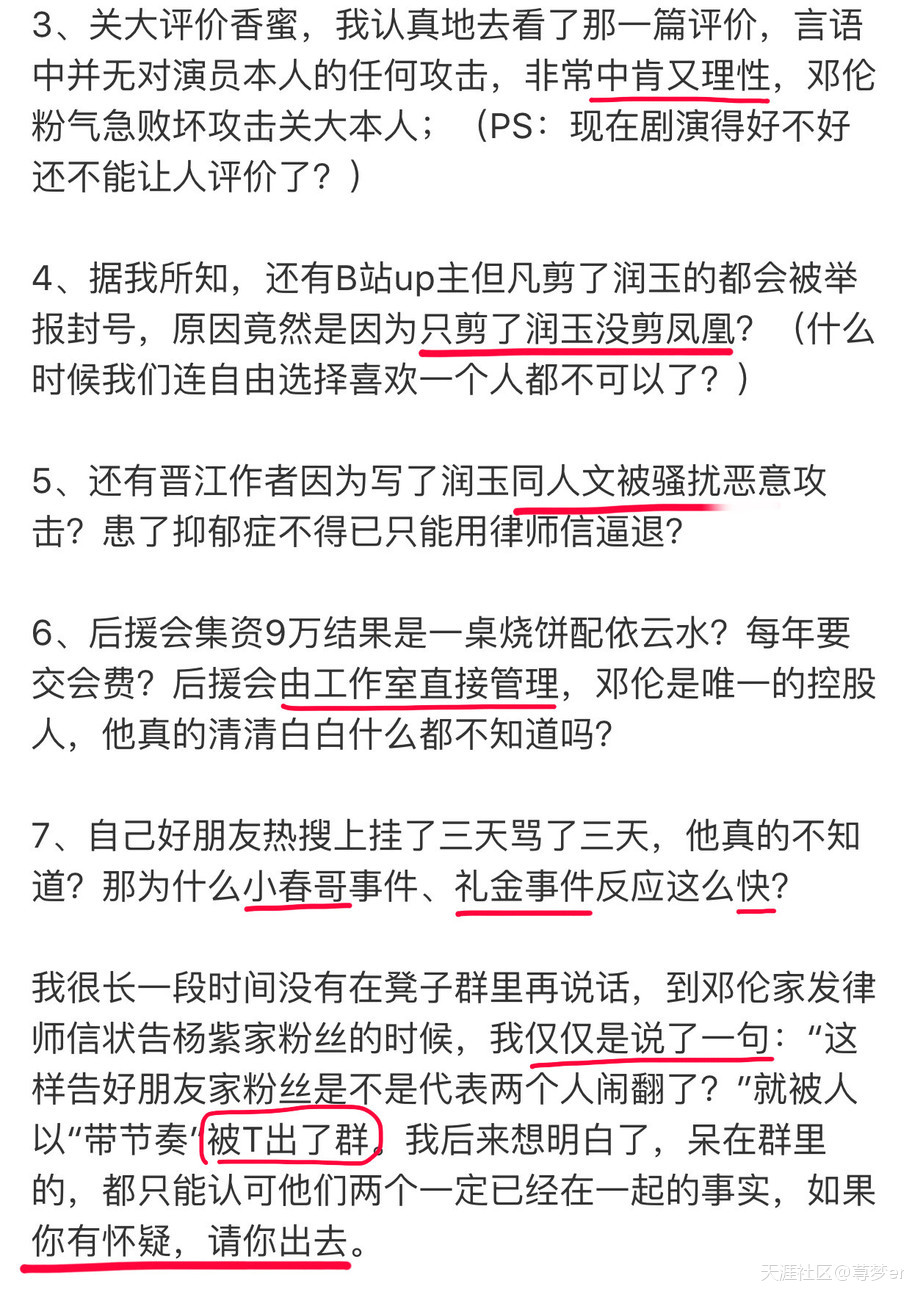 3、关大评价香蜜，我认真地去看了那一篇评价，言语
中并无对演员本人的任何攻击，非常中肯又理性，邓伦
粉气急败坏攻击关大本人；（PS：现在剧演得好不好
还不能让人评价了？）
4、据我所知，还有B站up主但凡剪了润玉的都会被举
报封号，原因竟然是因为只剪了润玉没剪凤凰？（什么
时候我们连自由选择喜欢一个人都不可以了？）
5、还有晋江作者因为写了润玉同人文被骚扰恶意攻
击？患了抑郁症不得已只能用律师信逼退？
6、后援会集资9万结果是一桌烧饼配依云水？每年要
交会费？后援会由工作室直接管理，邓伦是唯一的控股
人，他真的清清白白什么都不知道吗？
7、自己好朋友热搜上挂了三天骂了三天，他真的不知
道？那为什么小春哥事件、礼金事件反应这么快？
我很长一段时间没有在凳子群里再说话，到邓伦家发律
师信状告杨紫家粉丝的时候，我仅仅是说了一句：“这
样告好朋友家粉丝是不是代表两个人闹翻了？”就被人
以“带节奏”被T出了群。我后来想明白了，呆在群里
的，都只能认可他们两个一定已经在一起的事实，如果
你有怀疑，请你出去。
天涯社区@荨梦er